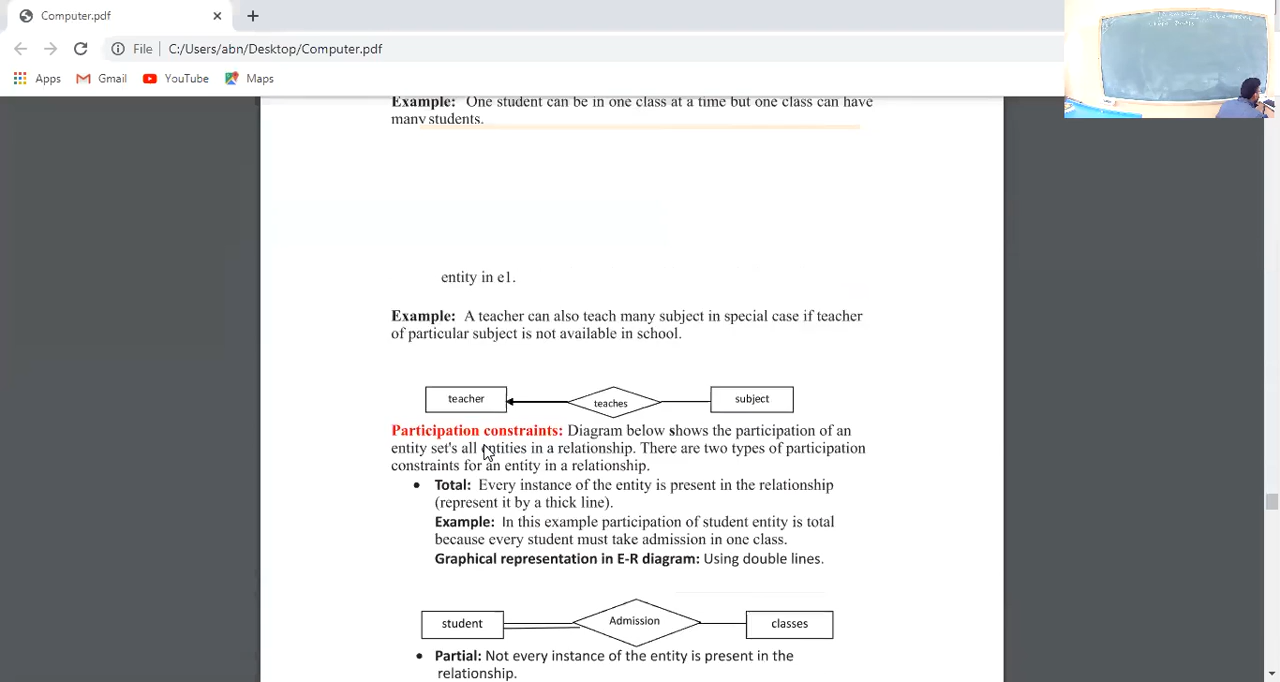 Computer.pdf
File
C:/Users/abn/Desktop/Computer.pdf
Apps
Gmail
YouTube
Maps
Example: One student can be in one class at a time but one class can have
many students.
entity in e1.
Example: A teacher can also teach many subject in special case if teacher
of particular subject is not available in school.
teacher
teaches
subject
Participation constraints: Diagram below shows the participation of an
entity set's all entities in a relationship. There are two types of participation
constraints for an entity in a relationship.
• Total: Every instance of the entity is present in the relationship
(represent it by a thick line).
Example: In this example participation of student entity is total
because every student must take admission in one class.
Graphical representation in E-R diagram: Using double lines.
student
Admission
classes
• Partial: Not every instance of the entity is present in the
relationship.